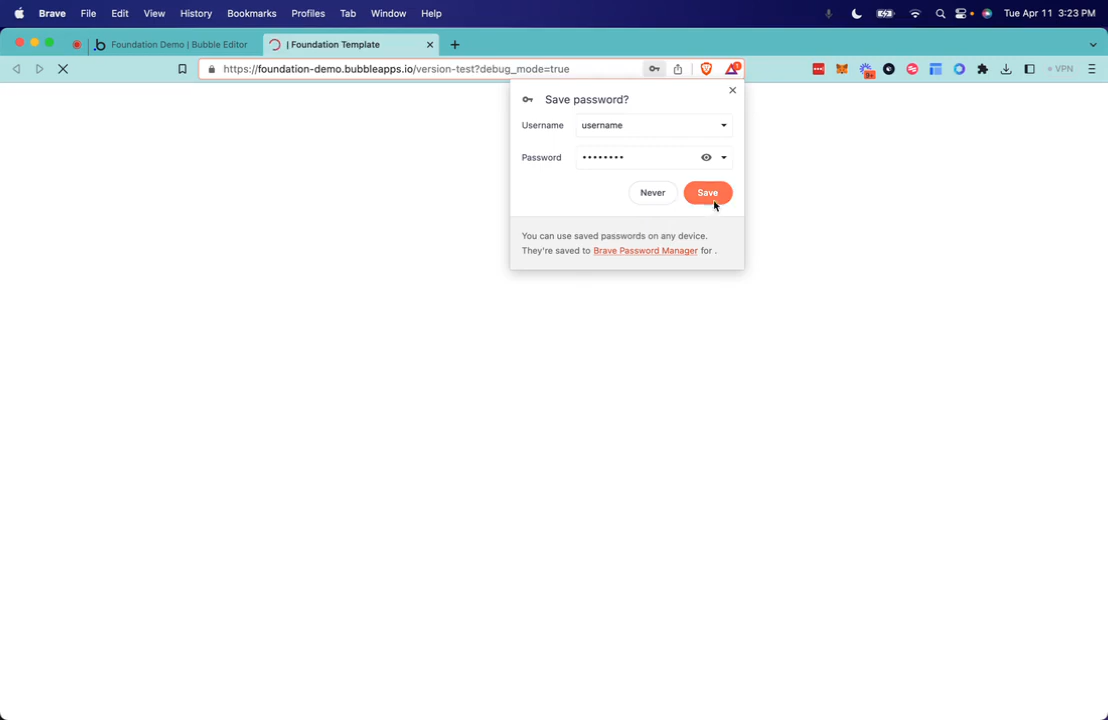 Brave File Edit View History Bookmarks Profiles Tab Window Help Tue Apr 11 3:23 PM
Foundation Demo | Bubble Editor | Foundation Template
https://foundation-demo.bubbleapps.io/version-test?debug_mode=true 1 9+ VPN
Save password?
Username username
Password ••••••••
Never Save
You can use saved passwords on any device.
They're saved to Brave Password Manager for .